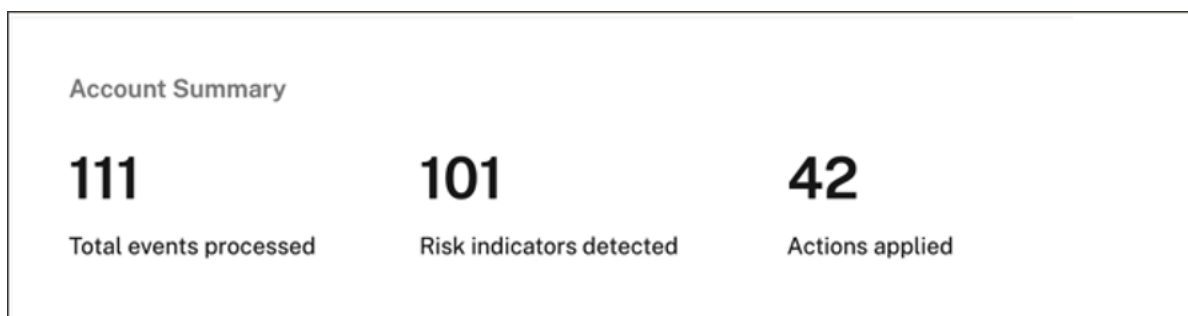 Account Summary
111 101 42
Total events processed Risk indicators detected Actions applied